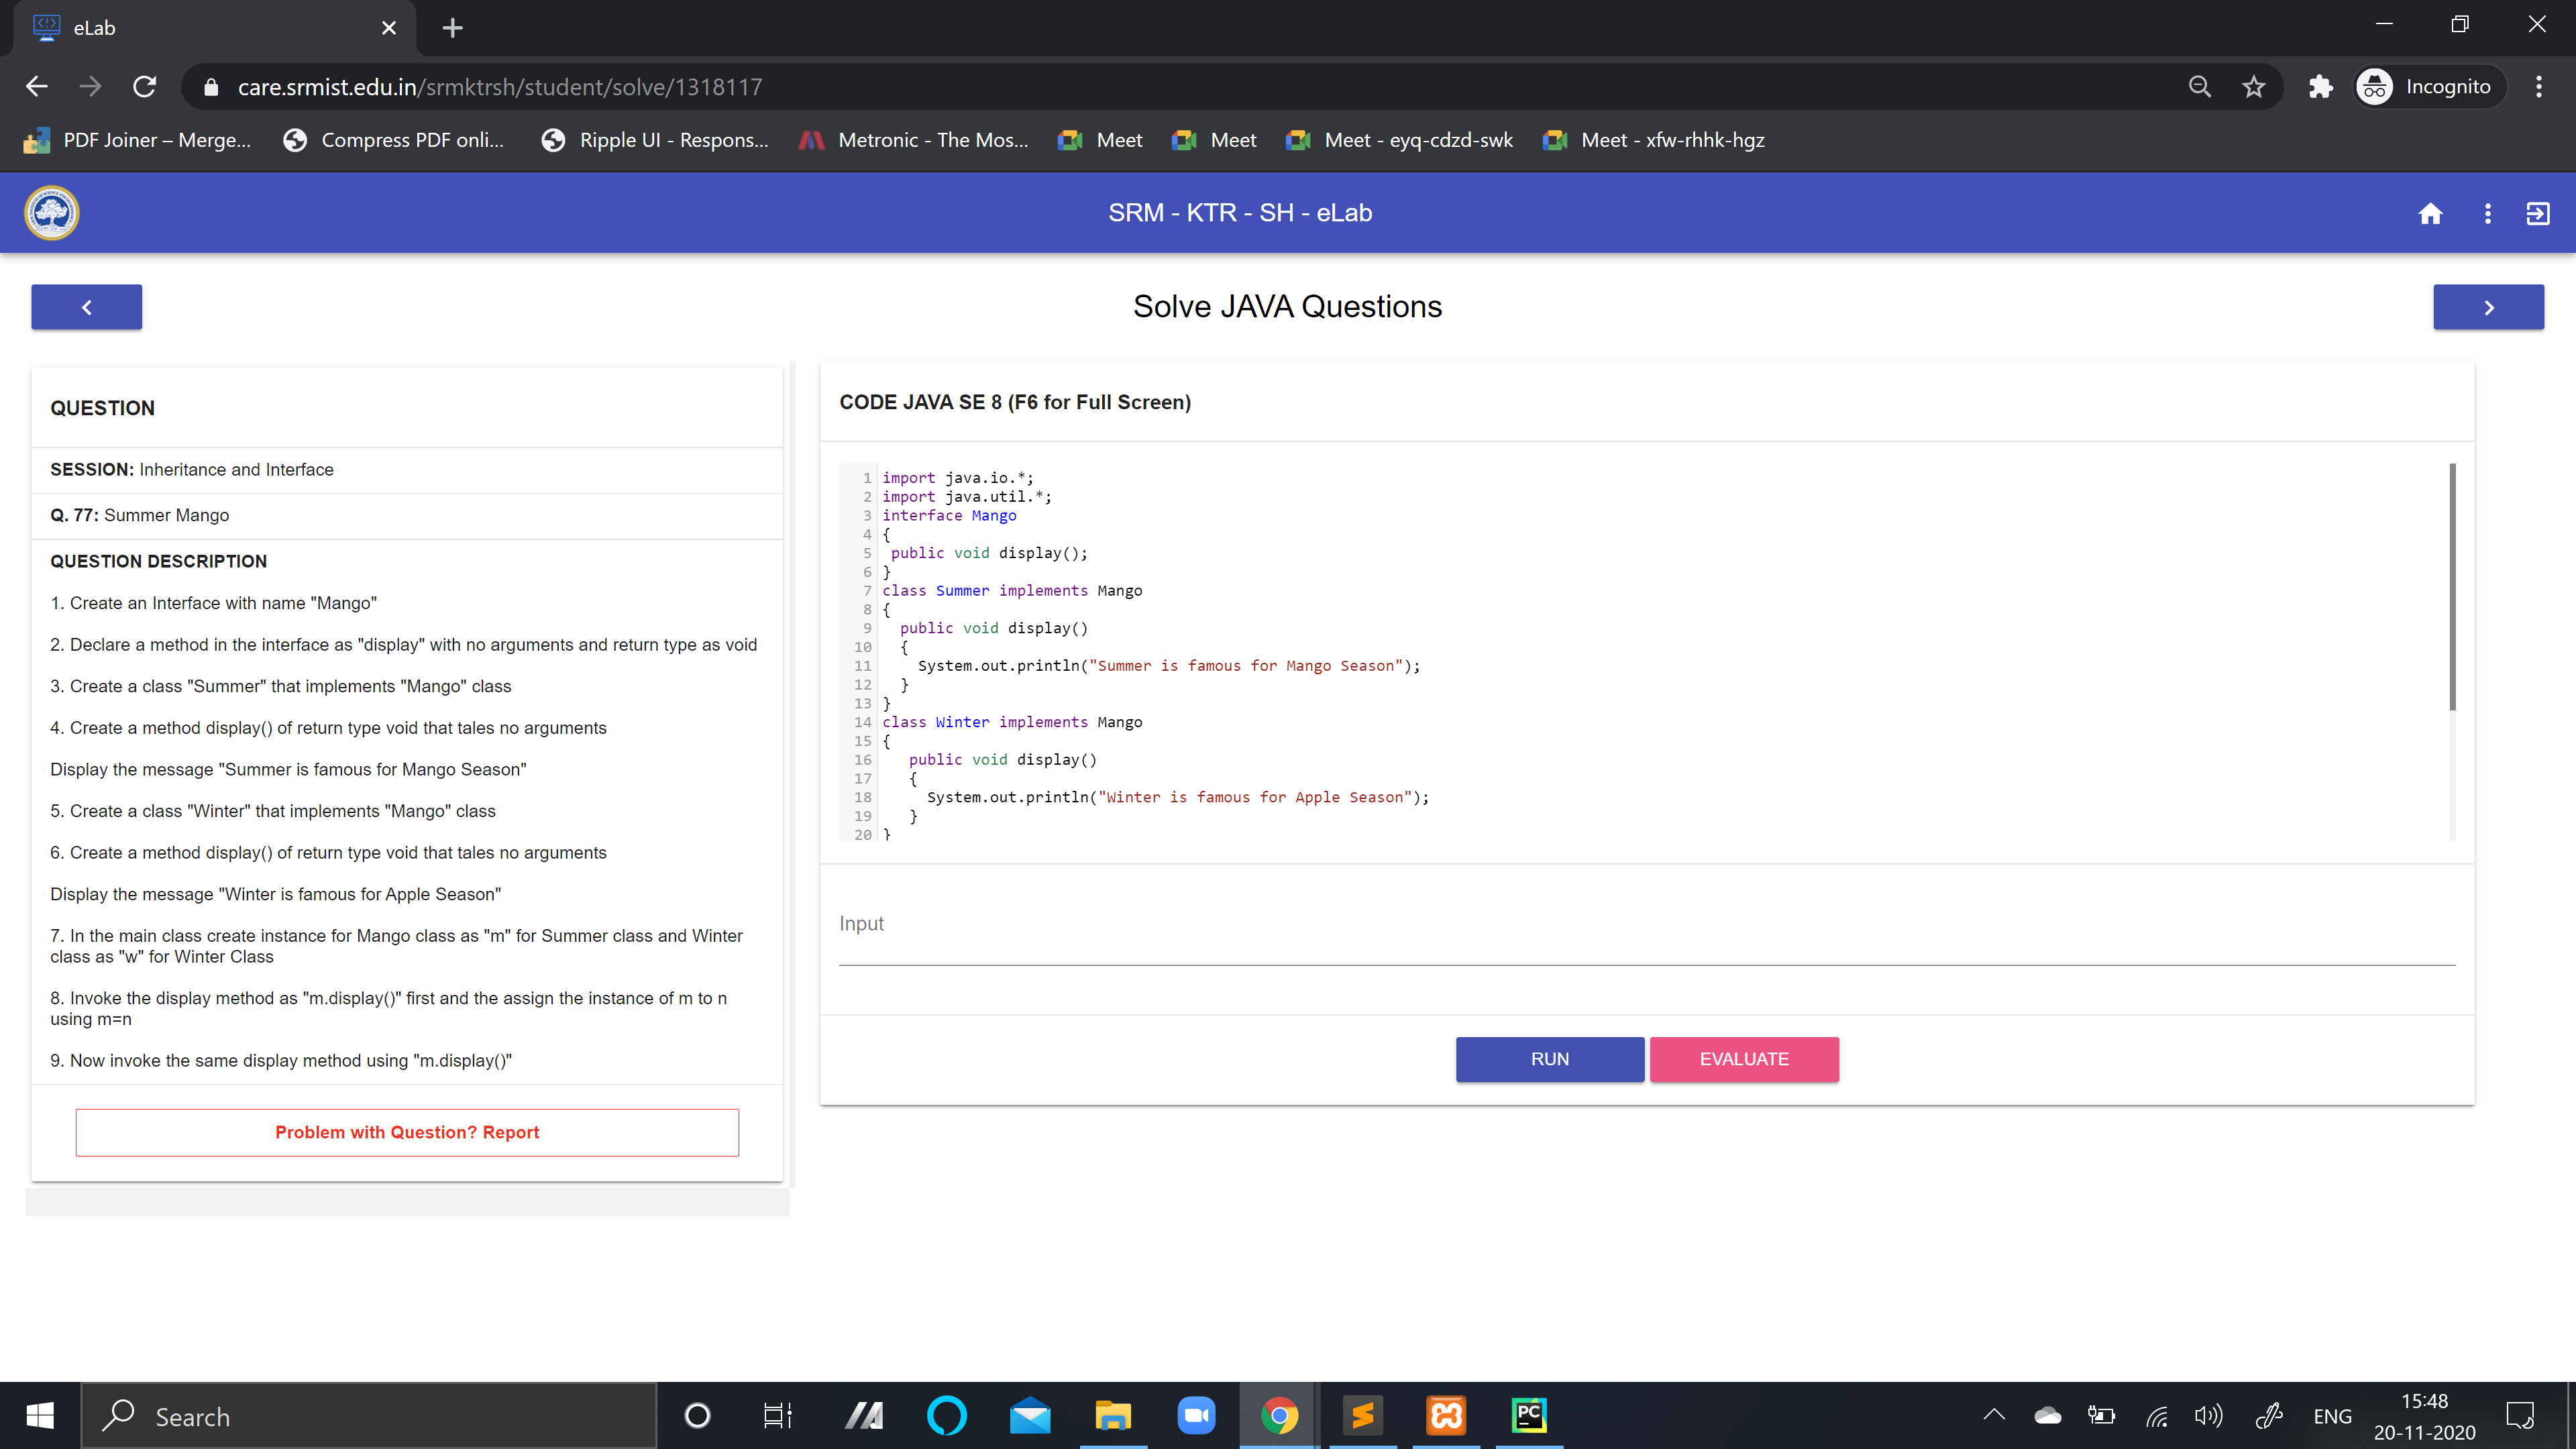 eLab
care.srmist.edu.in/srmktrsh/student/solve/1318117
Incognito
PDF Joiner – Merge...
Compress PDF onli...
Ripple UI - Respons...
Metronic - The Mos...
Meet
Meet
Meet - eyq-cdzd-swk
Meet - xfw-rhhk-hgz
SRM - KTR - SH - eLab
Solve JAVA Questions
QUESTION
SESSION: Inheritance and Interface
Q. 77: Summer Mango
QUESTION DESCRIPTION
1. Create an Interface with name "Mango"
2. Declare a method in the interface as "display" with no arguments and return type as void
3. Create a class "Summer" that implements "Mango" class
4. Create a method display() of return type void that tales no arguments
Display the message "Summer is famous for Mango Season"
5. Create a class "Winter" that implements "Mango" class
6. Create a method display() of return type void that tales no arguments
Display the message "Winter is famous for Apple Season"
7. In the main class create instance for Mango class as "m" for Summer class and Winter
class as "w" for Winter Class
8. Invoke the display method as "m.display()" first and the assign the instance of m to n
using m=n
9. Now invoke the same display method using "m.display()"
Problem with Question? Report
CODE JAVA SE 8 (F6 for Full Screen)
1 import java.io.*;
2 import java.util.*;
3 interface Mango
4 {
5 public void display();
6 }
7 class Summer implements Mango
8 {
9 public void display()
10 {
11 System.out.println("Summer is famous for Mango Season");
12 }
13 }
14 class Winter implements Mango
15 {
16 public void display()
17 {
18 System.out.println("Winter is famous for Apple Season");
19 }
20 }
Input
RUN
EVALUATE
Search
PC
ENG
15:48
20-11-2020